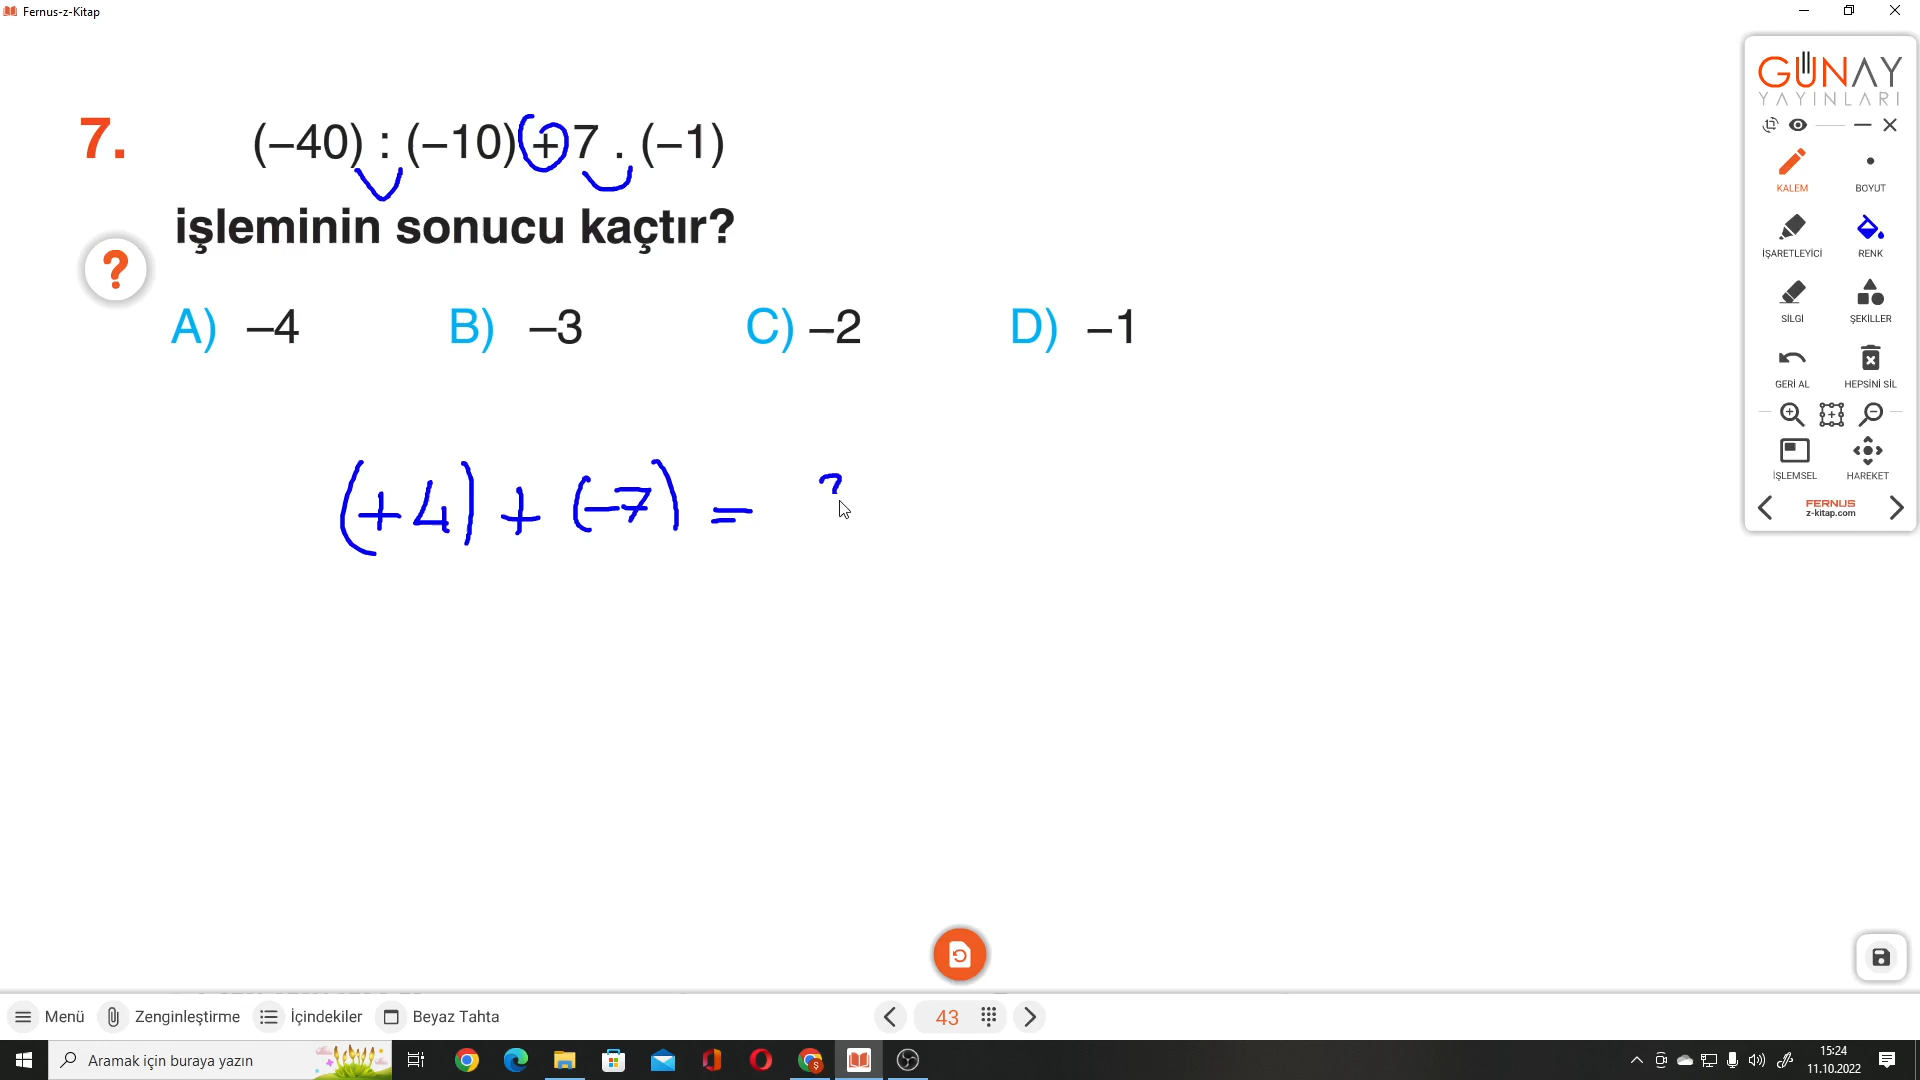 Fernus-z-Kitap
7. (–40) : (–10) + 7 . (–1)
işleminin sonucu kaçtır?
?
A) –4 B) –3 C) –2 D) –1
(+4) + (-7) = ?
GÜNAY
YAYINLARI
KALEM BOYUT
İŞARETLEYİCİ RENK
SİLGİ ŞEKİLLER
GERİ AL HEPSİNİ SİL
İŞLEMSEL HAREKET
FERNUS
z-kitap.com
Menü Zenginleştirme İçindekiler Beyaz Tahta 43
Aramak için buraya yazın
15:24
11.10.2022